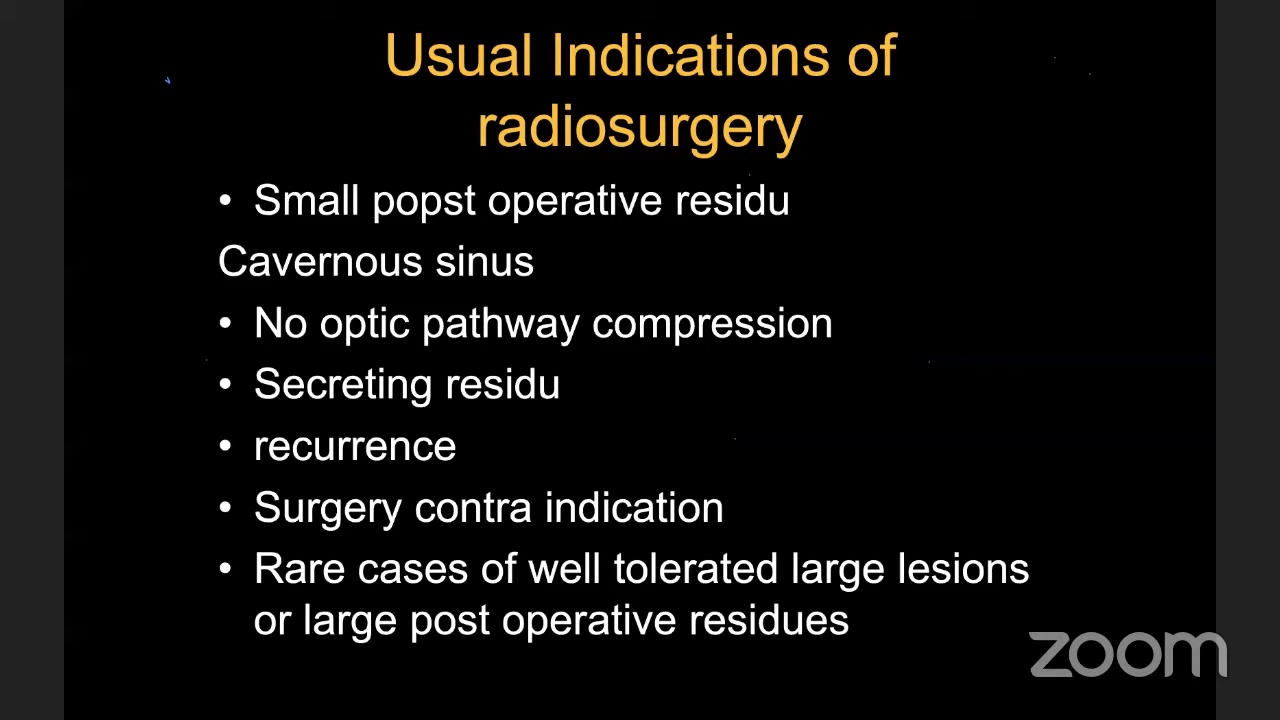 Usual Indications of
radiosurgery
• Small popst operative residu
Cavernous sinus
• No optic pathway compression
• Secreting residu
• recurrence
• Surgery contra indication
• Rare cases of well tolerated large lesions
or large post operative residues
zoom